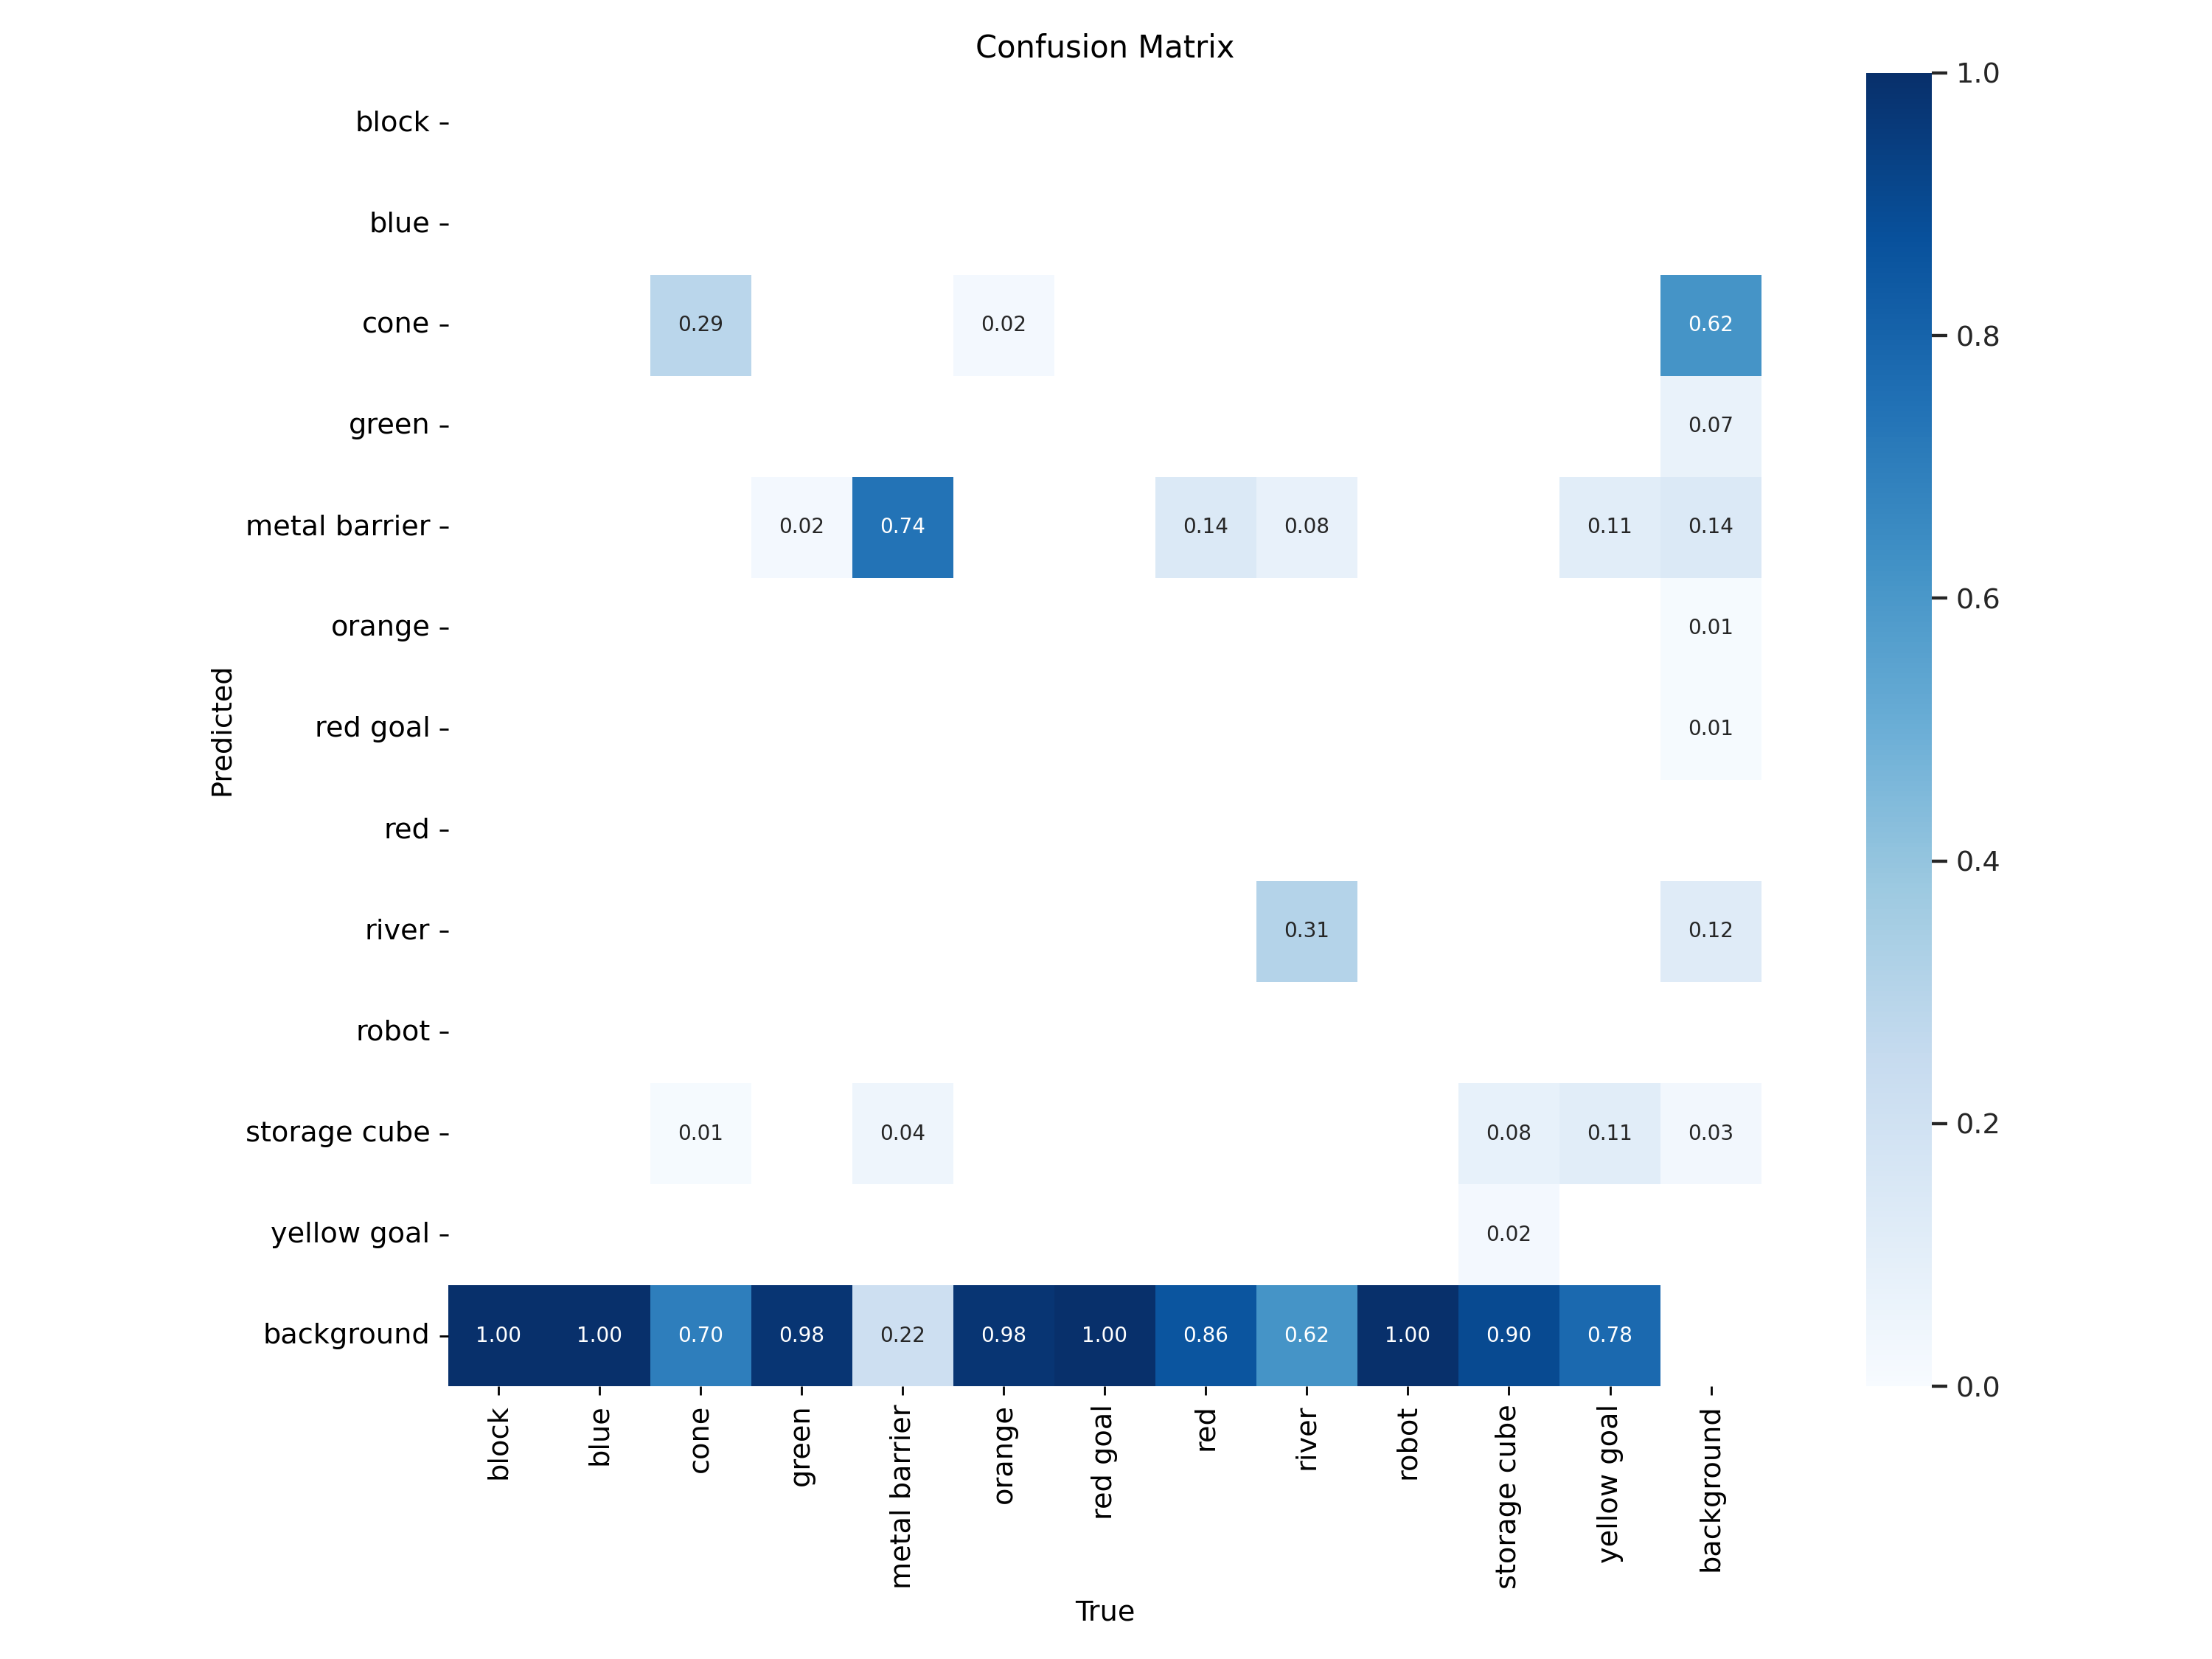 Confusion Matrix
block
blue
cone 0.29 0.02 0.62
green 0.07
metal barrier 0.02 0.74 0.14 0.08 0.11 0.14
orange 0.01
red goal 0.01
red
river 0.31 0.12
robot
storage cube 0.01 0.04 0.08 0.11 0.03
yellow goal 0.02
background 1.00 1.00 0.70 0.98 0.22 0.98 1.00 0.86 0.62 1.00 0.90 0.78
Predicted
block blue cone green metal barrier orange red goal red river robot storage cube yellow goal background
True
1.0
0.8
0.6
0.4
0.2
0.0